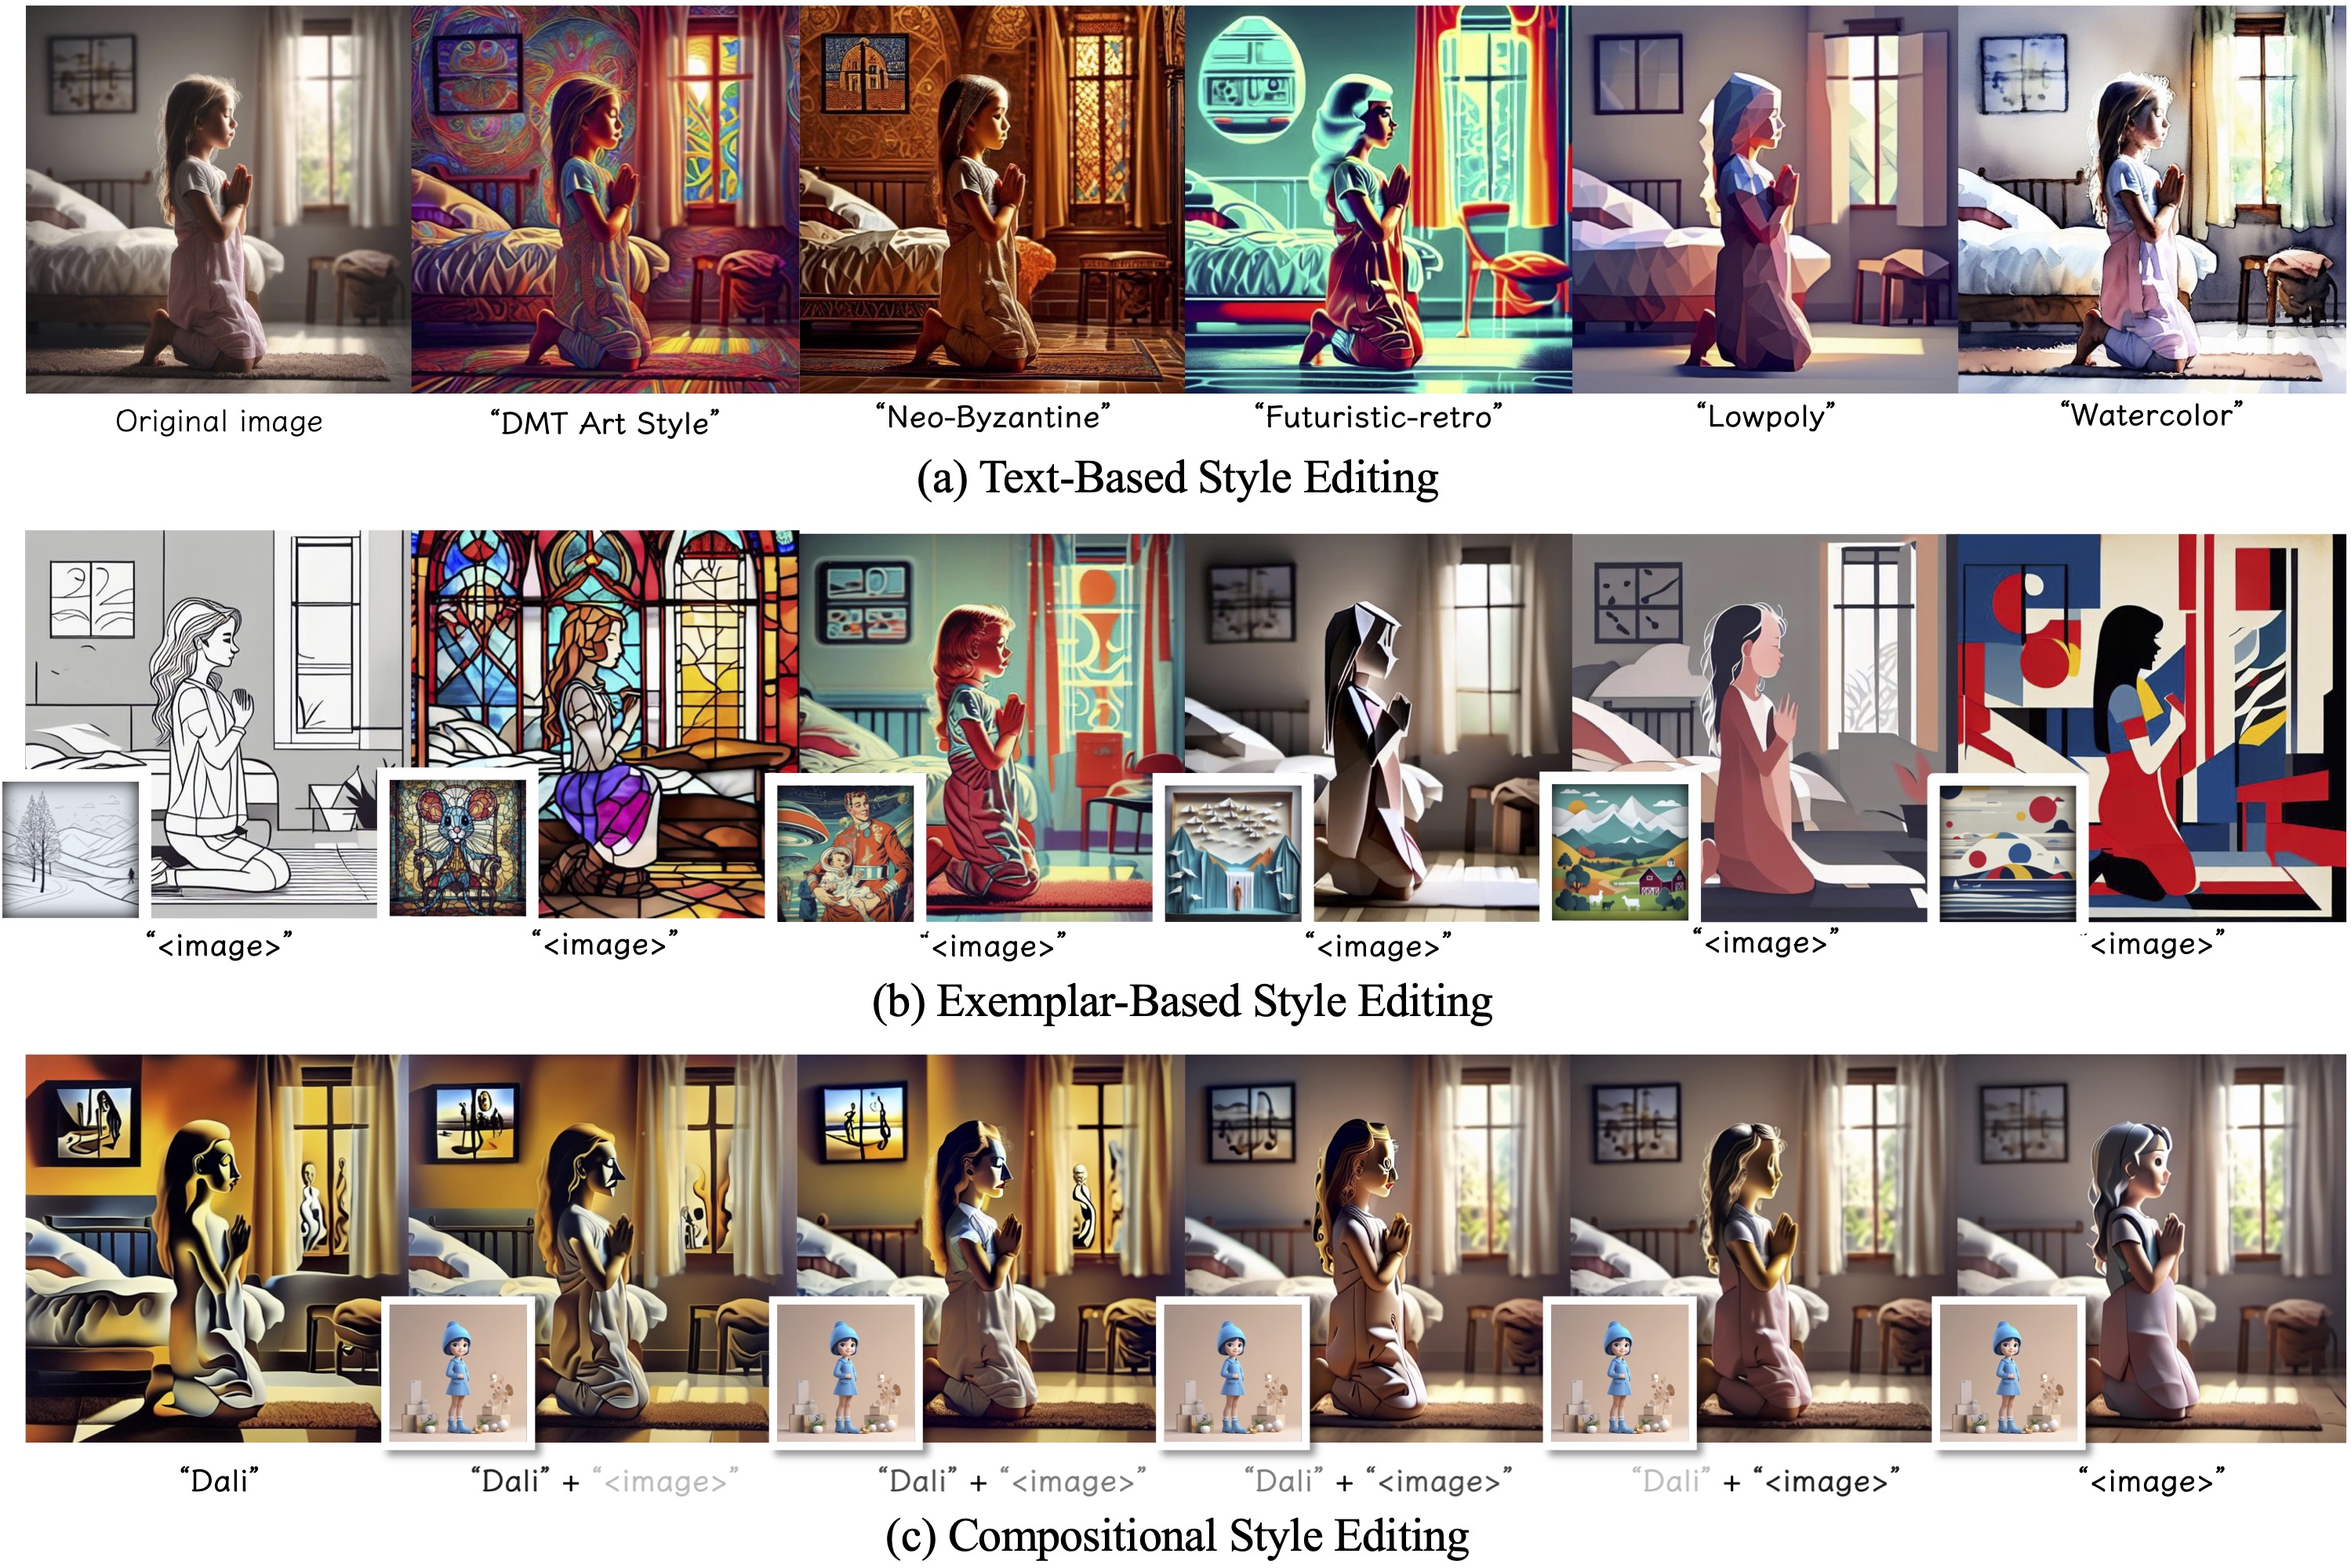 Original image
“DMT Art Style”
“Neo-Byzantine”
“Futuristic-retro”
“Lowpoly”
“Watercolor”
(a) Text-Based Style Editing
“<image>”
“<image>”
“<image>”
“<image>”
“<image>”
“<image>”
(b) Exemplar-Based Style Editing
“Dali”
“Dali” + “<image>”
“Dali” + “<image>”
“Dali” + “<image>”
“Dali” + “<image>”
“<image>”
(c) Compositional Style Editing